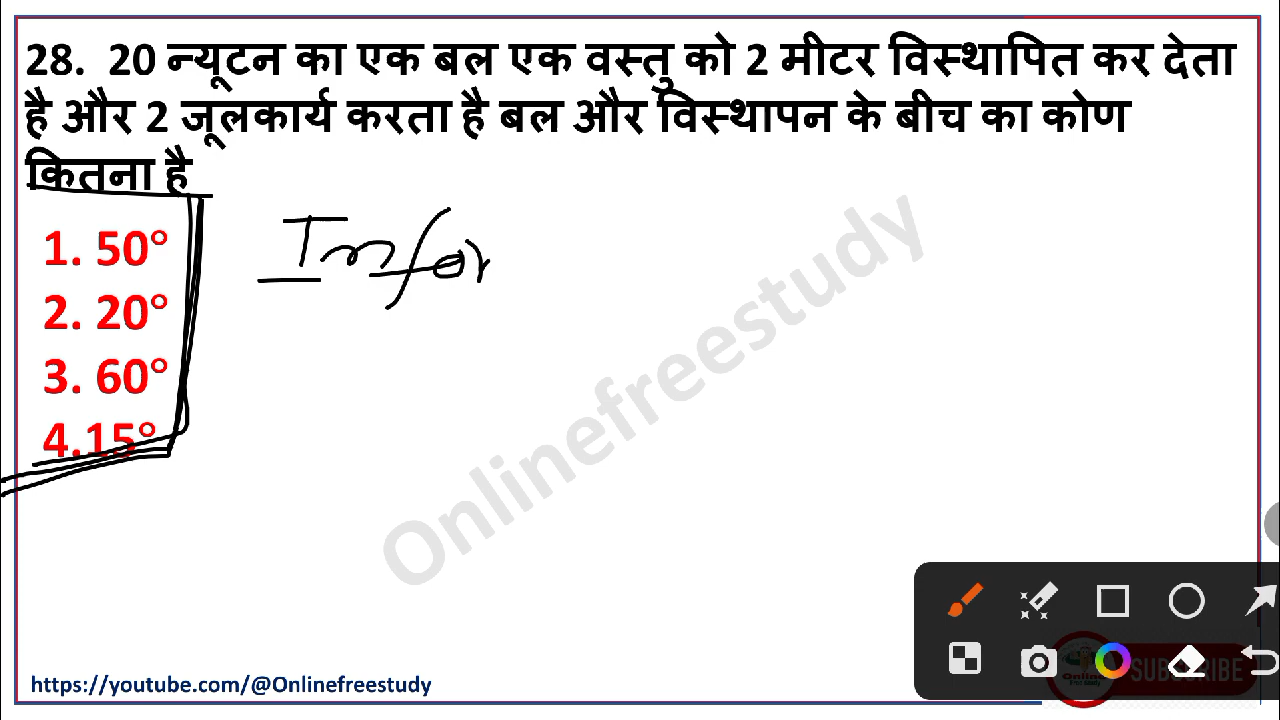 28. 20 न्यूटन का एक बल एक वस्तु को 2 मीटर विस्थापित कर देता
है और 2 जूलकार्य करता है बल और विस्थापन के बीच का कोण
कितना है
1. 50°
Infor
2. 20°
3. 60°
4.15°
Onlinefreestudy
https://youtube.com/@Onlinefreestudy
SUBSCRIBE